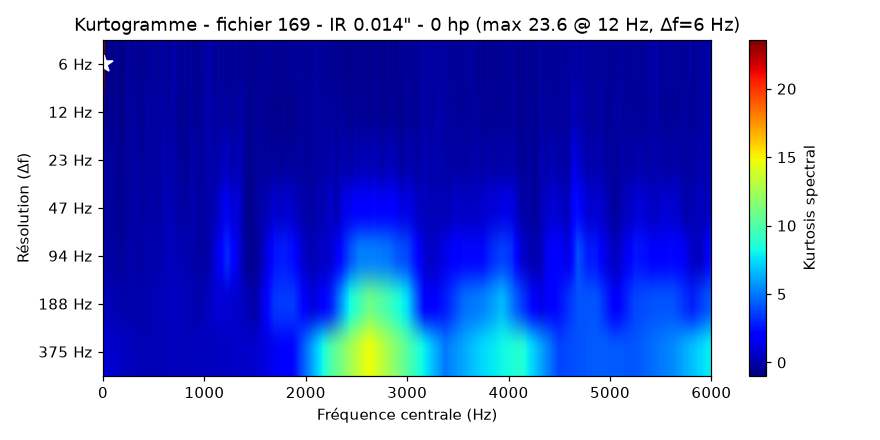 Kurtogramme - fichier 169 - IR 0.014" - 0 hp (max 23.6 @ 12 Hz, Δf=6 Hz)
Résolution (Δf)
6 Hz
12 Hz
23 Hz
47 Hz
94 Hz
188 Hz
375 Hz
0 1000 2000 3000 4000 5000 6000
Fréquence centrale (Hz)
20
15
10
5
0
Kurtosis spectral